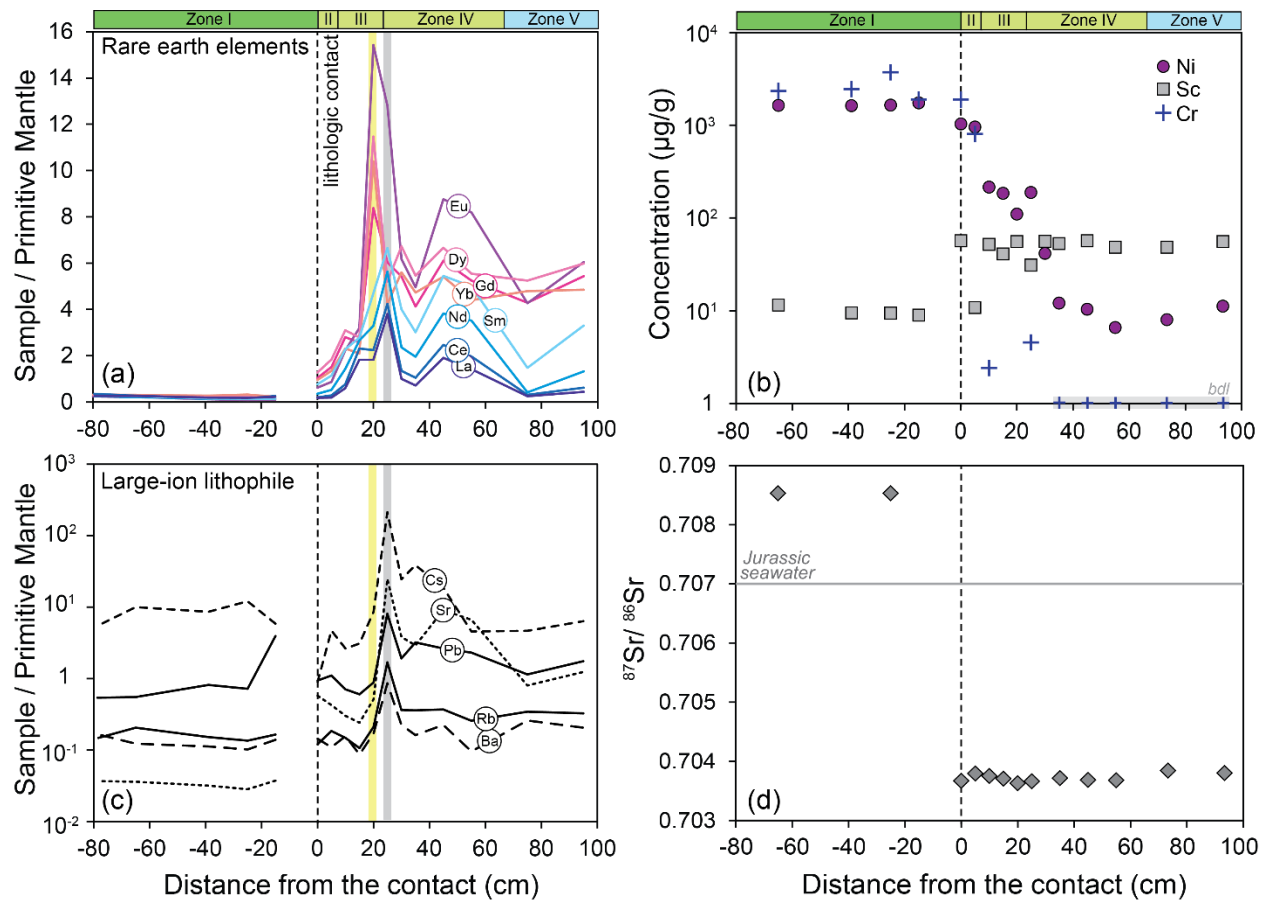 Zone I
II
III
Zone IV
Zone V
Rare earth elements
lithologic contact
Eu
Dy
Gd
Yb
Nd
Sm
Ce
La
(a)
Sample / Primitive Mantle
16
14
12
10
8
6
4
2
0
-80 -60 -40 -20 0 20 40 60 80 100
Zone I
II
III
Zone IV
Zone V
Ni
Sc
Cr
bdl
(b)
Concentration (µg/g)
10⁴
10³
10²
10¹
1
-80 -60 -40 -20 0 20 40 60 80 100
Large-ion lithophile
Cs
Sr
Pb
Rb
Ba
(c)
Sample / Primitive Mantle
10³
10²
10¹
1
10⁻¹
10⁻²
-80 -60 -40 -20 0 20 40 60 80 100
Distance from the contact (cm)
Jurassic
seawater
(d)
⁸⁷Sr/ ⁸⁶Sr
0.709
0.708
0.707
0.706
0.705
0.704
0.703
-80 -60 -40 -20 0 20 40 60 80 100
Distance from the contact (cm)